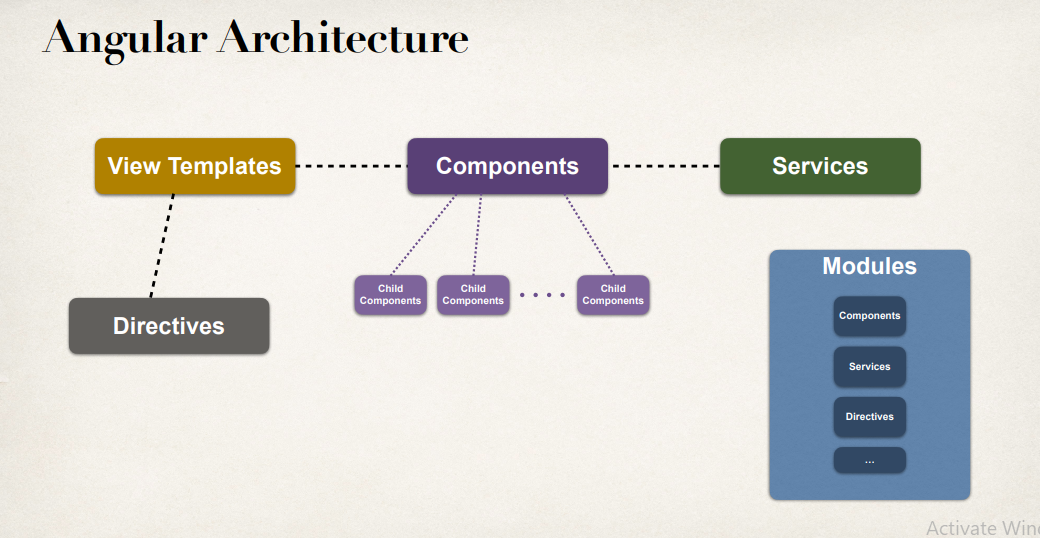 Angular Architecture
View Templates
Components
Services
Child
Components
Child
Components
Child
Components
Directives
Modules
Components
Services
Directives
...
Activate Win